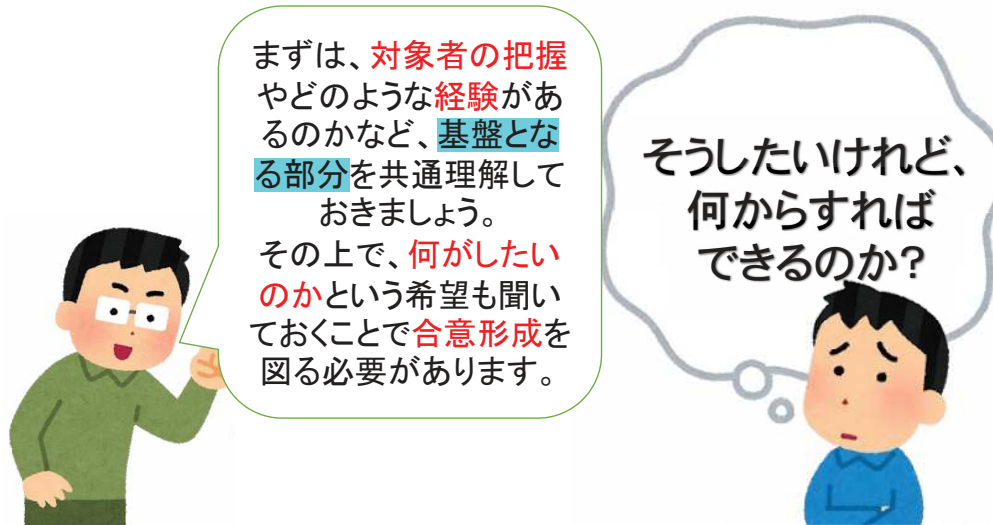 まずは、対象者の把握
やどのような経験があ
るのかなど、基盤とな
る部分を共通理解して
おきましょう。
その上で、何がしたい
のかという希望も聞い
ておくことで合意形成を
図る必要があります。
そうしたいけれど、
何からすれば
できるのか？